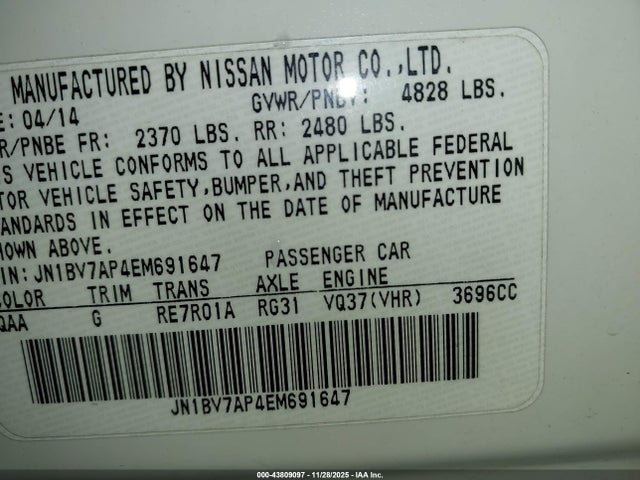 MANUFACTURED BY NISSAN MOTOR CO.,LTD.
E: 04/14 GVWR/PNBV: 4828 LBS.
R/PNBE FR: 2370 LBS. RR: 2480 LBS.
S VEHICLE CONFORMS TO ALL APPLICABLE FEDERAL
TOR VEHICLE SAFETY,BUMPER,AND THEFT PREVENTION
ANDARDS IN EFFECT ON THE DATE OF MANUFACTURE
HOWN ABOVE.
IN: JN1BV7AP4EM691647 PASSENGER CAR
COLOR TRIM TRANS AXLE ENGINE
QAA G RE7R01A RG31 VQ37(VHR) 3696CC
JN1BV7AP4EM691647
000-43809097 - 11/28/2025 - IAA Inc.